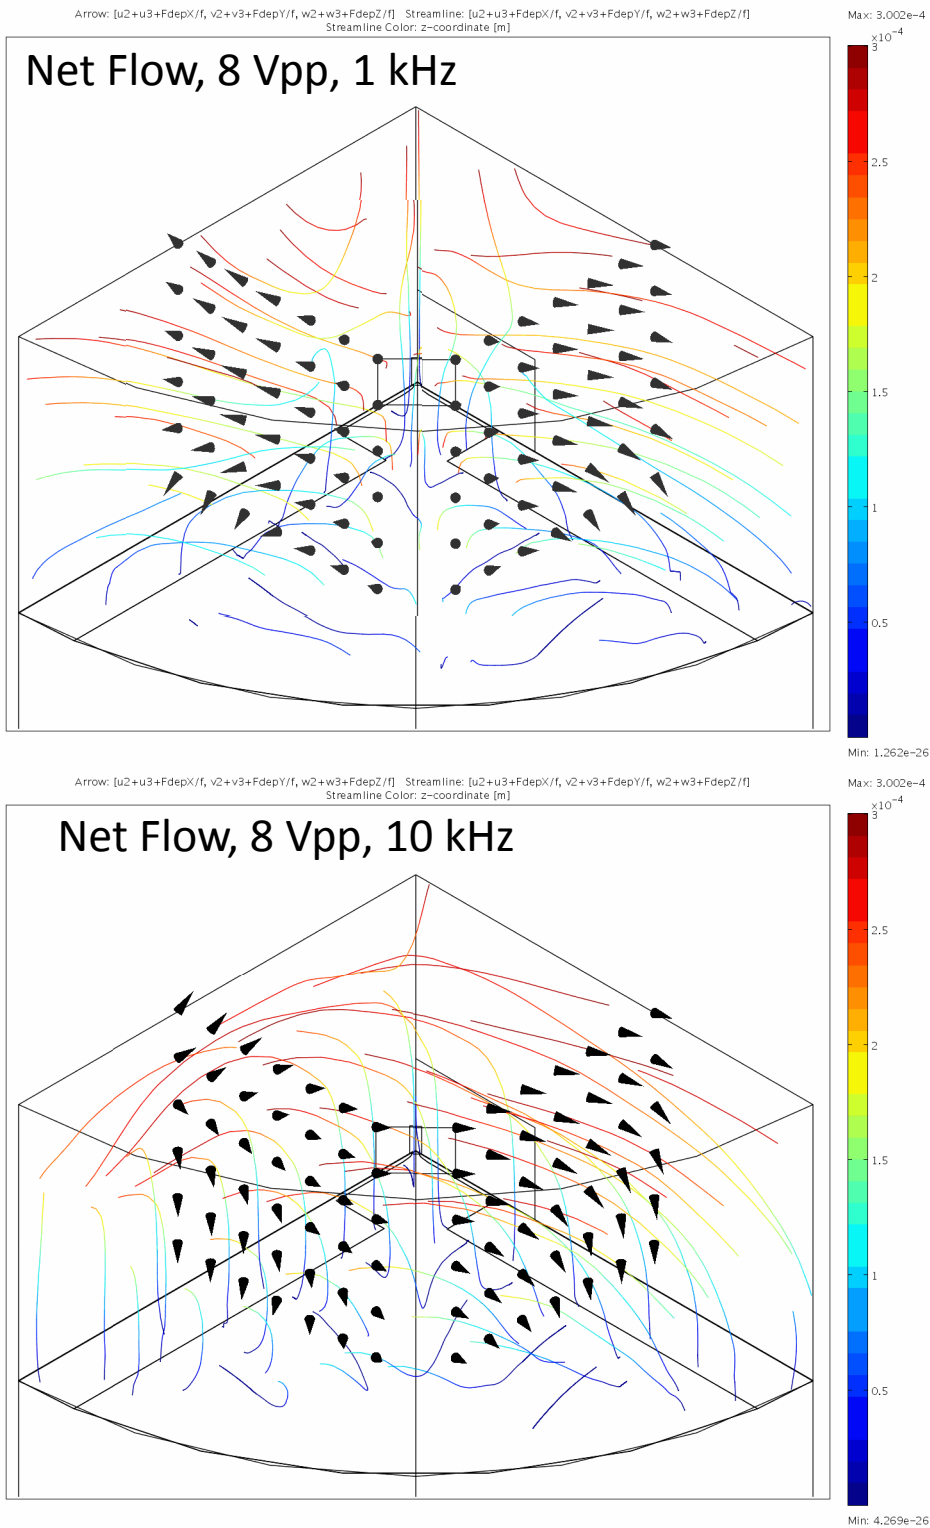 Arrow: [u2+u3+FdepX/f, v2+v3+FdepY/f, w2+w3+FdepZ/f] Streamline: [u2+u3+FdepX/f, v2+v3+FdepY/f, w2+w3+FdepZ/f]
Streamline Color: z-coordinate [m]
Max: 3.002e-4
×10⁻⁴
Net Flow, 8 Vpp, 1 kHz
3
2.5
2
1.5
1
0.5
Min: 1.262e-26
Arrow: [u2+u3+FdepX/f, v2+v3+FdepY/f, w2+w3+FdepZ/f] Streamline: [u2+u3+FdepX/f, v2+v3+FdepY/f, w2+w3+FdepZ/f]
Streamline Color: z-coordinate [m]
Max: 3.002e-4
×10⁻⁴
Net Flow, 8 Vpp, 10 kHz
3
2.5
2
1.5
1
0.5
Min: 4.269e-26